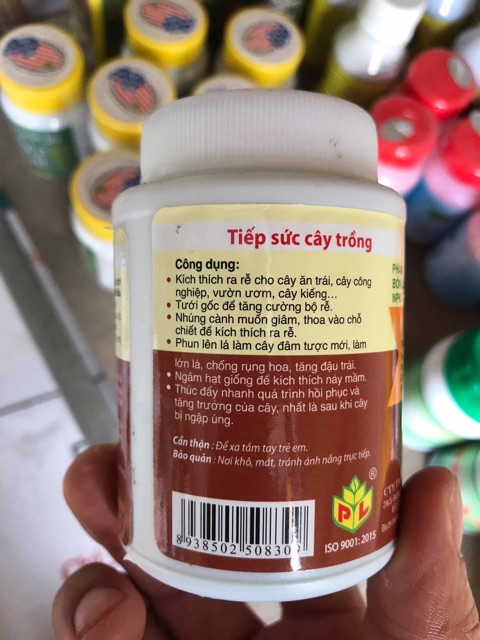 Tiếp sức cây trồng
Công dụng:
• Kích thích ra rễ cho cây ăn trái, cây công
nghiệp, vườn ươm, cây kiểng...
• Tưới gốc để tăng cường bộ rễ.
• Nhúng cành muốn giâm, thoa vào chỗ
chiết để kích thích ra rễ.
• Phun lên lá làm cây đâm tược mới, làm
lớn lá, chống rụng hoa, tăng đậu trái.
• Ngâm hạt giống để kích thích nảy mầm.
• Thúc đẩy nhanh quá trình hồi phục và
tăng trưởng của cây, nhất là sau khi cây
bị ngập úng.
Cẩn thận : Để xa tầm tay trẻ em.
Bảo quản : Nơi khô, mát, tránh ánh nắng trực tiếp.
PL
®
ISO 9001: 2015
NPK